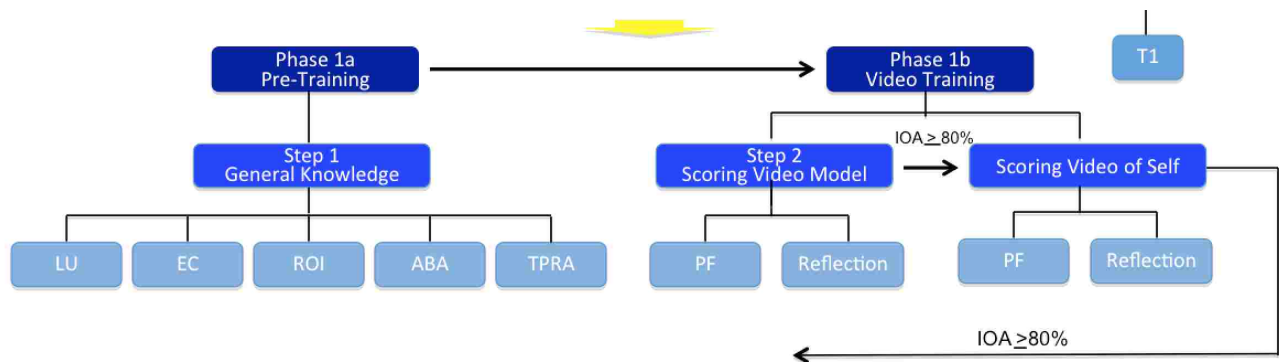 T1
Phase 1a
Pre-Training
Phase 1b
Video Training
IOA ≥80%
Step 1
General Knowledge
Step 2
Scoring Video Model
Scoring Video of Self
LU
EC
ROI
ABA
TPRA
PF
Reflection
PF
Reflection
IOA ≥80%